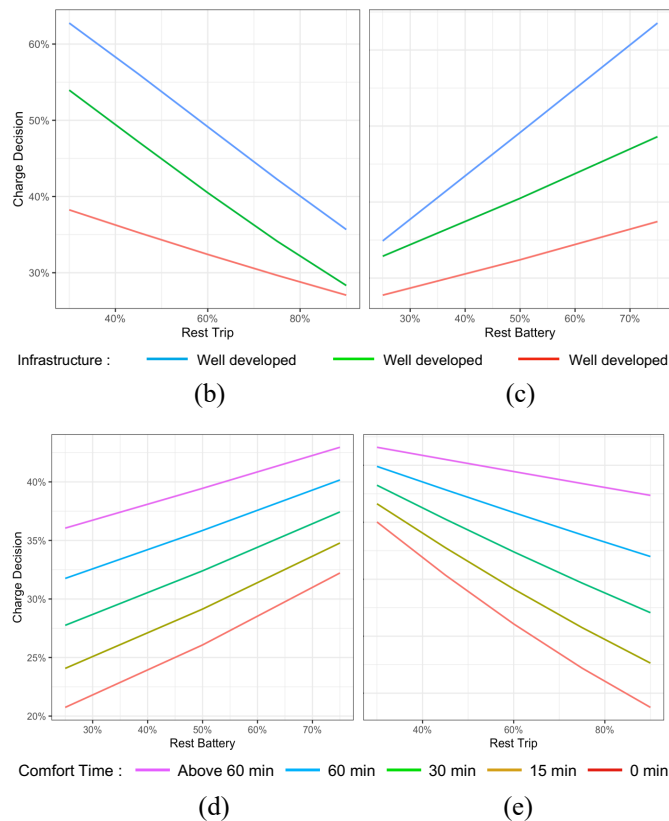 60%
50%
40%
30%
Charge Decision
40% 60% 80%
Rest Trip
30% 40% 50% 60% 70%
Rest Battery
Infrastructure : Well developed Well developed Well developed
(b) (c)
40%
35%
30%
25%
20%
Charge Decision
30% 40% 50% 60% 70%
Rest Battery
40% 60% 80%
Rest Trip
Comfort Time : Above 60 min 60 min 30 min 15 min 0 min
(d) (e)